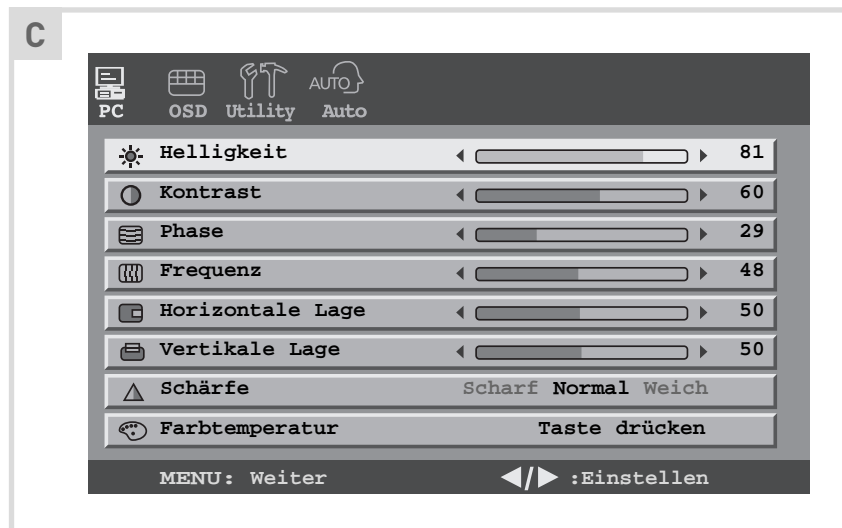 C
AUTO
PC OSD Utility Auto
Helligkeit 81
Kontrast 60
Phase 29
Frequenz 48
Horizontale Lage 50
Vertikale Lage 50
Schärfe Scharf Normal Weich
Farbtemperatur Taste drücken
MENU: Weiter ◀/▶ :Einstellen